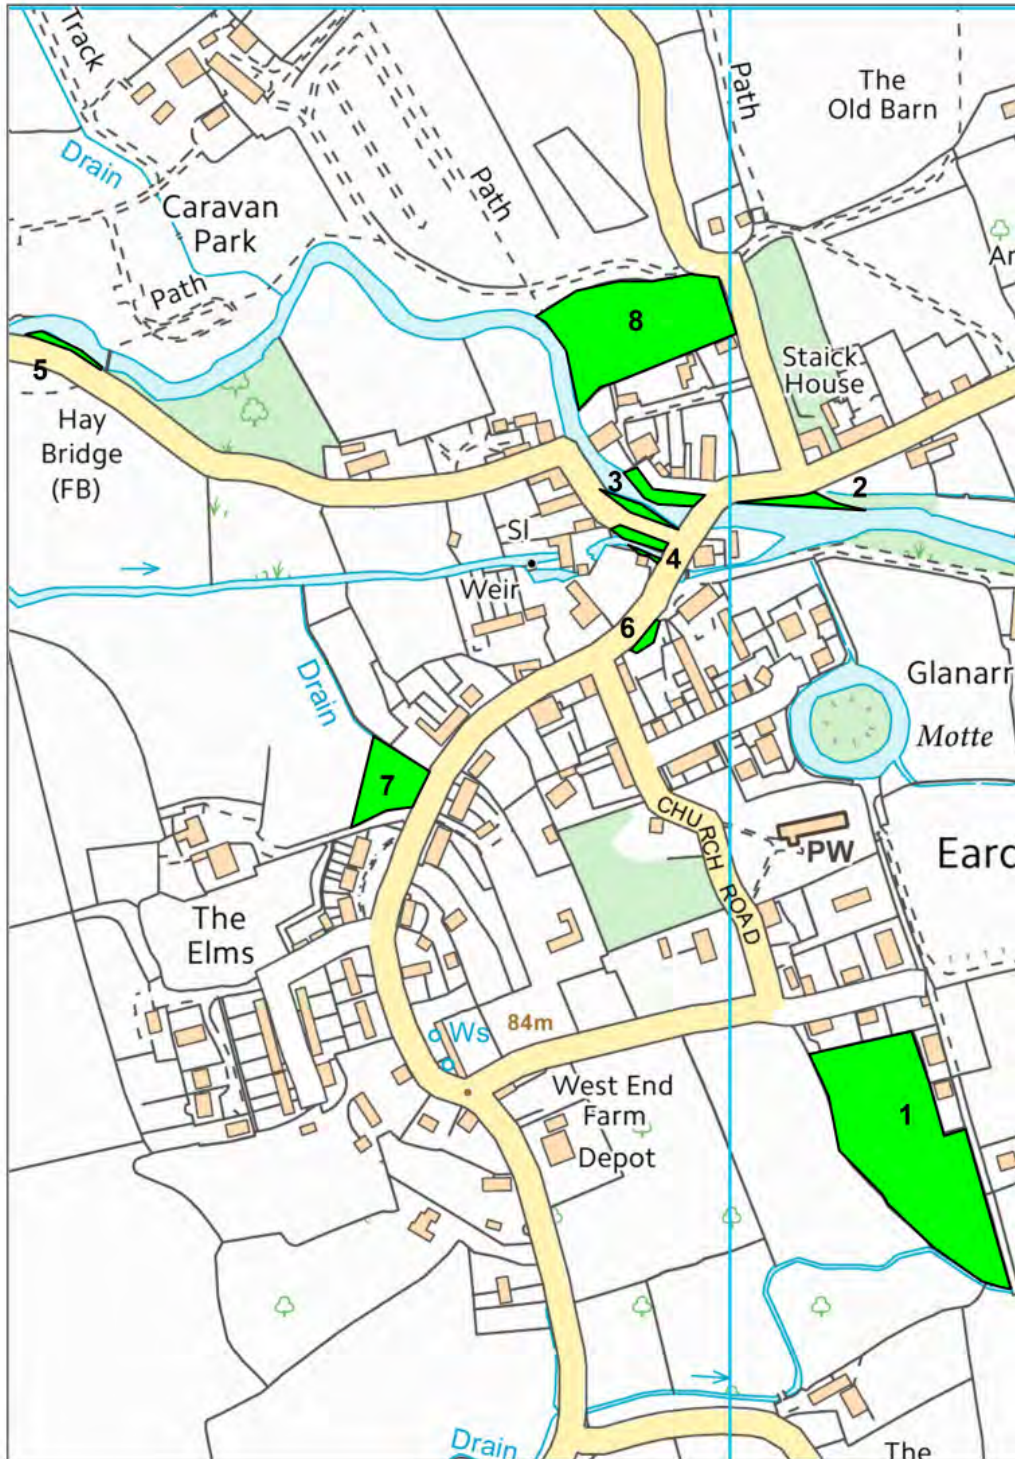 Track
Path
The
Old Barn
Drain
Path
Caravan
Park
Ar
Path
8
5
Staick
House
Hay
Bridge
(FB)
3
2
SI
4
Weir
6
Glanarr
Drain
Motte
7
CHURCH ROAD
PW
Eard
The
Elms
Ws
84m
West End
Farm
Depot
1
Drain
The